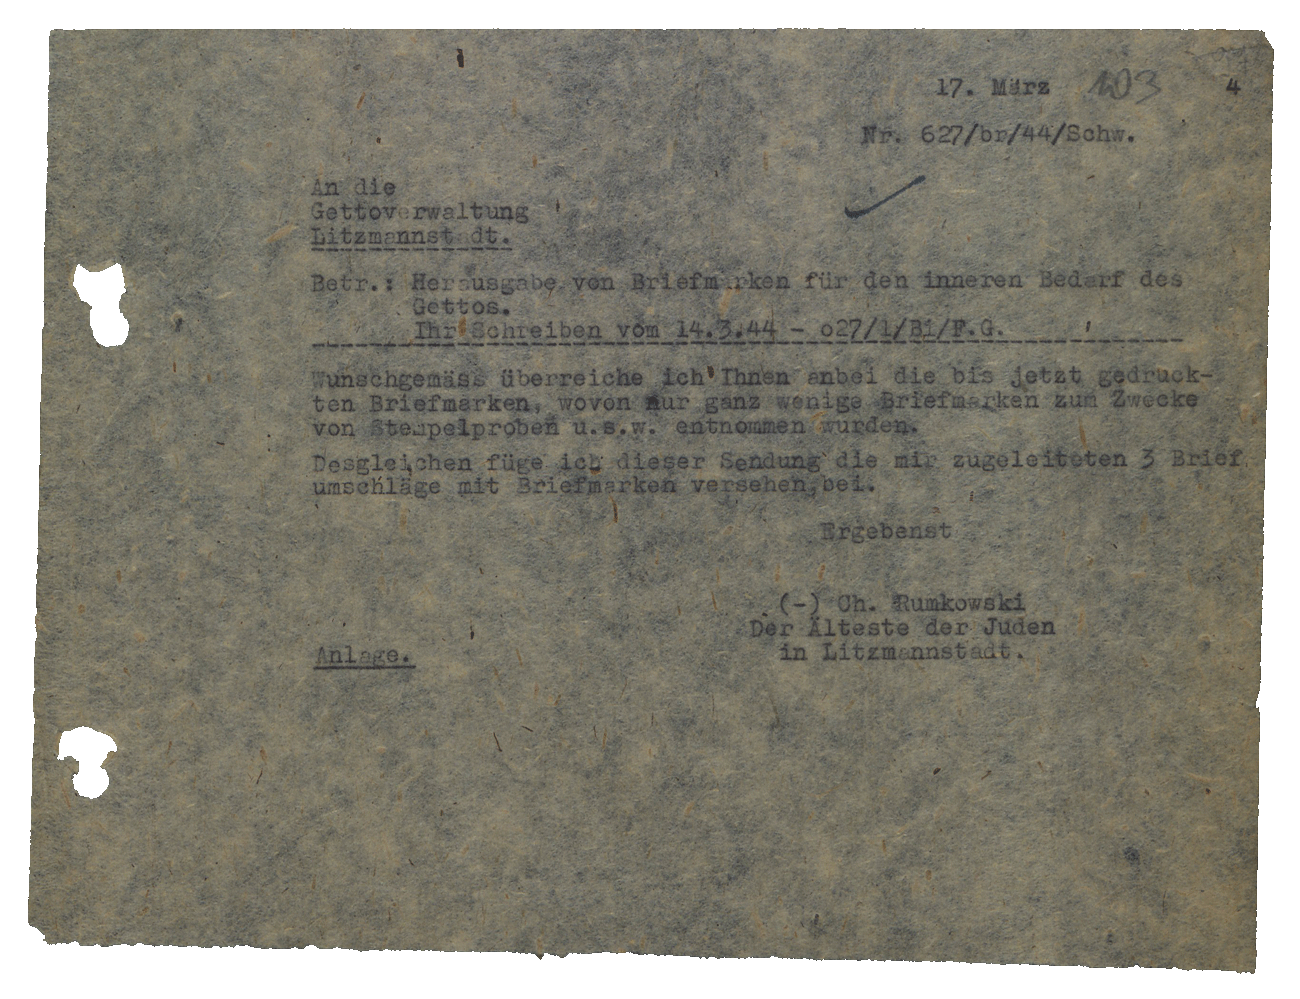 17. März 103 4
Nr. 627/br/44/Schw.
An die
Gettoverwaltung
Litzmannstadt.
Betr.: Herausgabe von Briefmarken für den inneren Bedarf des
Gettos.
Ihr Schreiben vom 14.3.44 - o27/1/Bi/F.G.
Wunschgemäss überreiche ich Ihnen anbei die bis jetzt gedruck-
ten Briefmarken, wovon nur ganz wenige Briefmarken zum Zwecke
von Stempelproben u.s.w. entnommen wurden.
Desgleichen füge ich dieser Sendung die mir zugeleiteten 3 Brief
umschläge mit Briefmarken versehen, bei.
Ergebenst
(-) Ch. Rumkowski
Der Älteste der Juden
in Litzmannstadt.
Anlage.